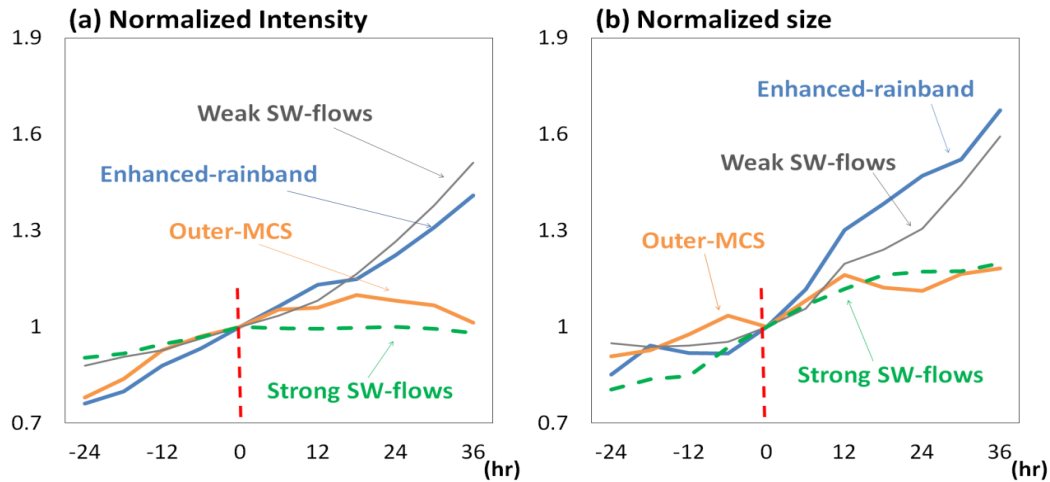 (a) Normalized Intensity
1.9
1.6
1.3
1
0.7
Weak SW-flows
Enhanced-rainband
Outer-MCS
Strong SW-flows
-24 -12 0 12 24 36
(hr)
(b) Normalized size
1.9
1.6
1.3
1
0.7
Enhanced-rainband
Weak SW-flows
Outer-MCS
Strong SW-flows
-24 -12 0 12 24 36
(hr)